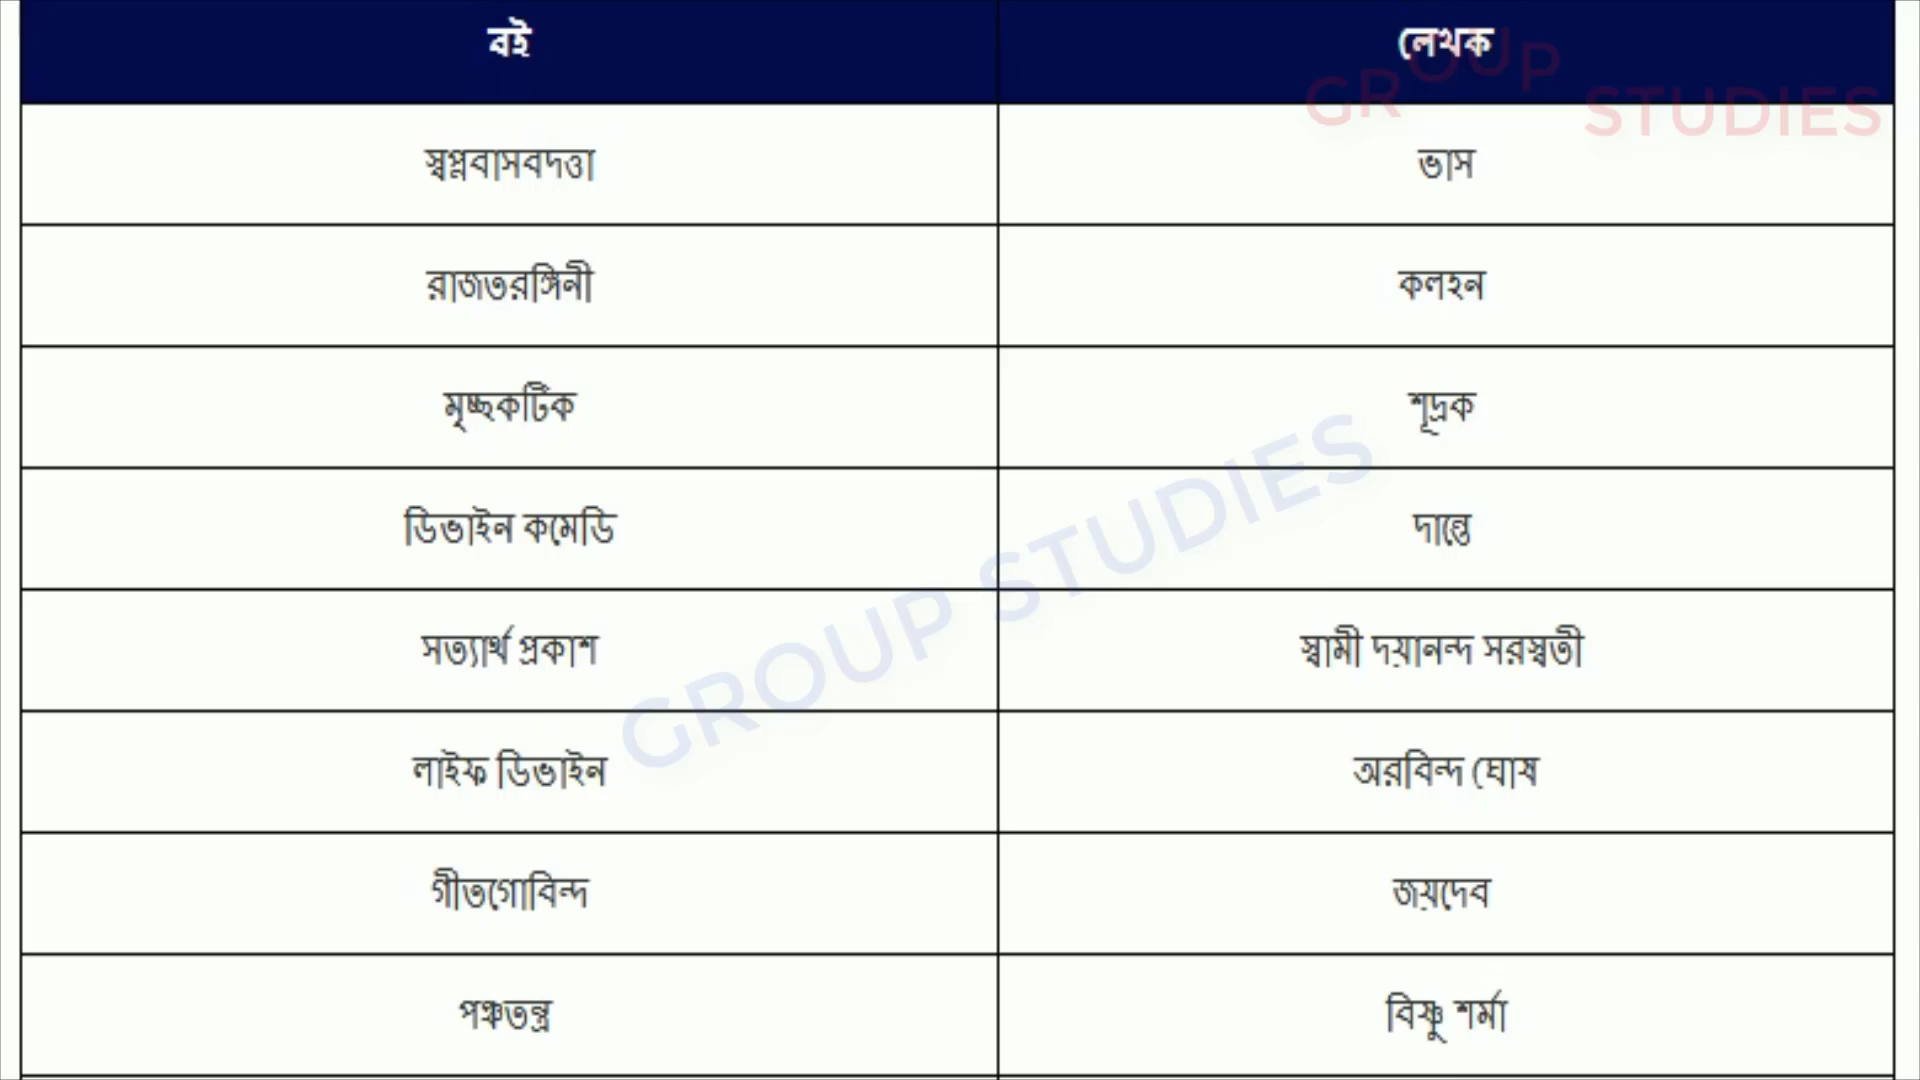 বই লেখক
GROUP STUDIES
স্বপ্নবাসবদত্তা ভাস
রাজতরঙ্গিনী কলহন
মৃচ্ছকটিক শূদ্রক
ডিভাইন কমেডি দান্তে
GROUP STUDIES
সত্যার্থ প্রকাশ স্বামী দয়ানন্দ সরস্বতী
লাইফ ডিভাইন অরবিন্দ ঘোষ
গীতগোবিন্দ জয়দেব
পঞ্চতন্ত্র বিষ্ণু শর্মা